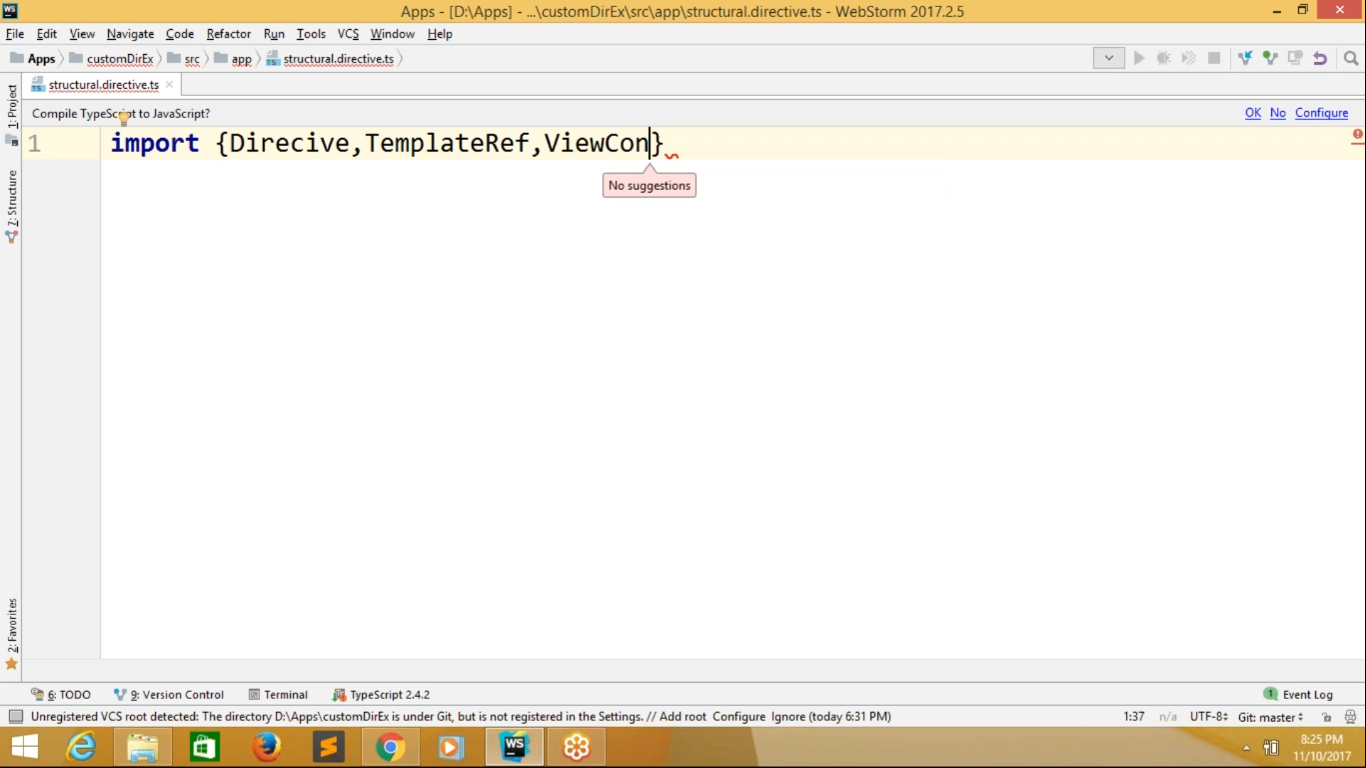 WS Apps - [D:\Apps] - ...\customDirEx\src\app\structural.directive.ts - WebStorm 2017.2.5
File Edit View Navigate Code Refactor Run Tools VCS Window Help
Apps customDirEx src app structural.directive.ts
1: Project
structural.directive.ts
Compile TypeScript to JavaScript? OK No Configure
1 import {Direcive,TemplateRef,ViewCon}
No suggestions
7: Structure
2: Favorites
6: TODO 9: Version Control Terminal TypeScript 2.4.2 1 Event Log
Unregistered VCS root detected: The directory D:\Apps\customDirEx is under Git, but is not registered in the Settings. // Add root Configure Ignore (today 6:31 PM) 1:37 n/a UTF-8 Git: master
WS 8:25 PM
11/10/2017